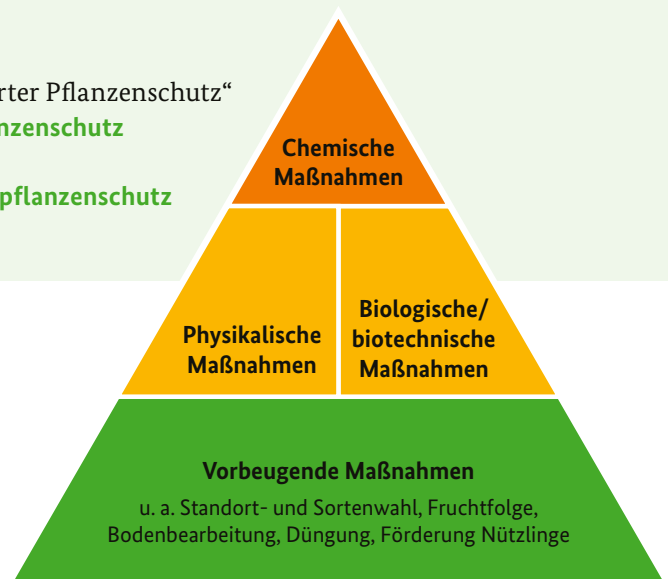 rter Pflanzenschutz“
nzenschutz
pflanzenschutz
Chemische
Maßnahmen
Physikalische
Maßnahmen
Biologische/
biotechnische
Maßnahmen
Vorbeugende Maßnahmen
u. a. Standort- und Sortenwahl, Fruchtfolge,
Bodenbearbeitung, Düngung, Förderung Nützlinge